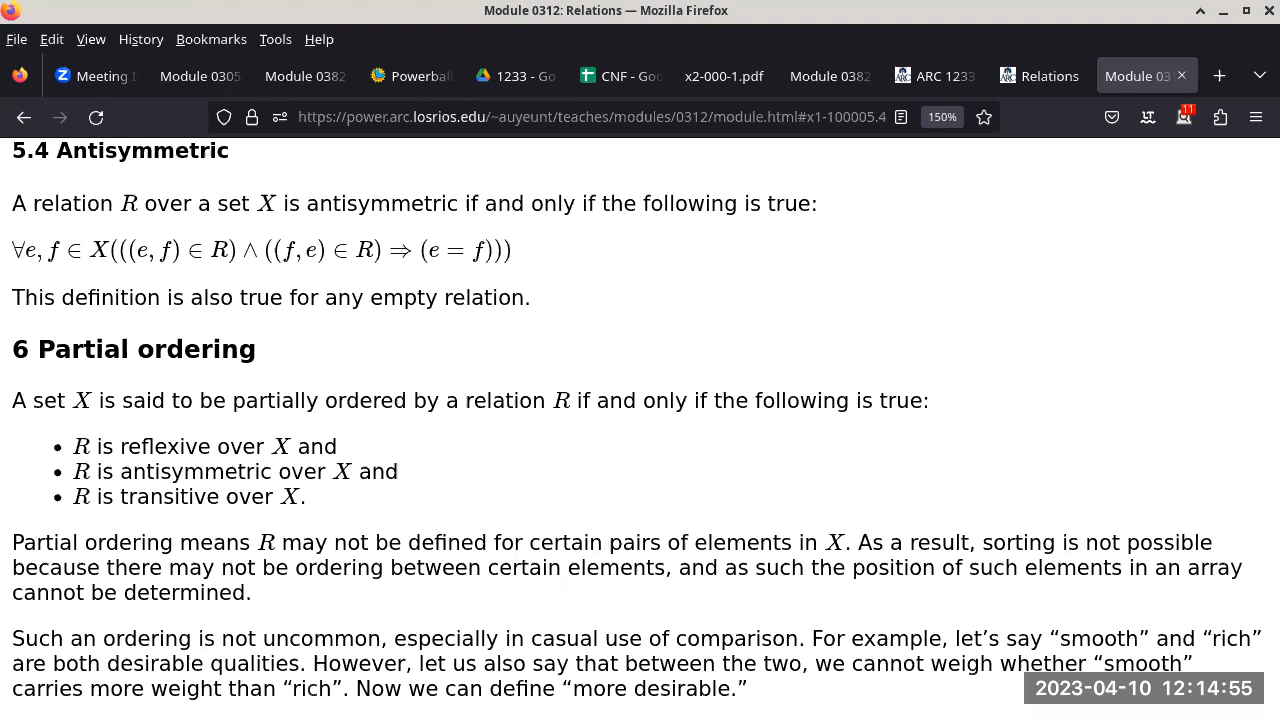 Module 0312: Relations — Mozilla Firefox
File Edit View History Bookmarks Tools Help
Meeting Module 0305 Module 0382 Powerball 1233 - Go CNF - Goo x2-000-1.pdf Module 0382 ARC 1233 Relations Module 03
https://power.arc.losrios.edu/~auyeunt/teaches/modules/0312/module.html#x1-100005.4 150% 11
5.4 Antisymmetric
A relation R over a set X is antisymmetric if and only if the following is true:
∀e, f ∈ X(((e, f) ∈ R) ∧ ((f, e) ∈ R) ⇒ (e = f)))
This definition is also true for any empty relation.
6 Partial ordering
A set X is said to be partially ordered by a relation R if and only if the following is true:
• R is reflexive over X and
• R is antisymmetric over X and
• R is transitive over X.
Partial ordering means R may not be defined for certain pairs of elements in X. As a result, sorting is not possible
because there may not be ordering between certain elements, and as such the position of such elements in an array
cannot be determined.
Such an ordering is not uncommon, especially in casual use of comparison. For example, let’s say “smooth” and “rich”
are both desirable qualities. However, let us also say that between the two, we cannot weigh whether “smooth”
carries more weight than “rich”. Now we can define “more desirable.”
2023-04-10 12:14:55